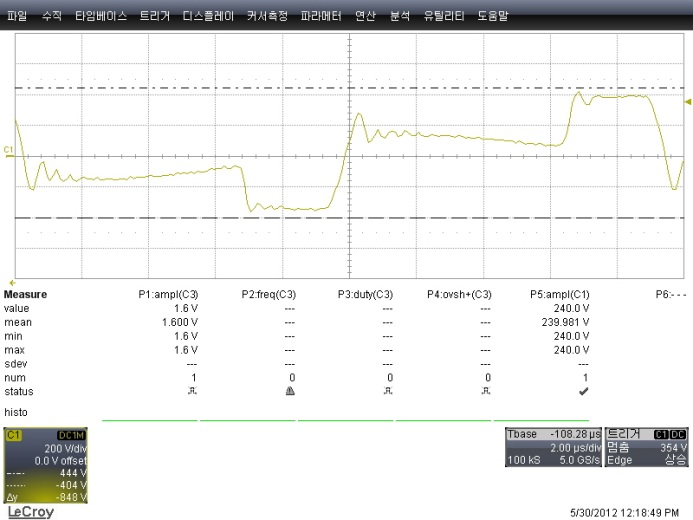 파일 수직 타임베이스 트리거 디스플레이 커서측정 파라메터 연산 분석 유틸리티 도움말
C1
Measure P1:ampl(C3) P2:freq(C3) P3:duty(C3) P4:ovsh+(C3) P5:ampl(C1) P6:- - -
value 1.6 V --- --- --- 240.0 V
mean 1.600 V --- --- --- 239.981 V
min 1.6 V --- --- --- 240.0 V
max 1.6 V --- --- --- 240.0 V
sdev --- --- --- --- ---
num 1 0 0 0 1
status
histo
C1 DC1M
200 V/div
0.0 V offset
444 V
-404 V
Δy -848 V
Tbase -108.28 µs
2.00 µs/div
100 kS 5.0 GS/s
트리거 C1 DC
멈춤 354 V
Edge 상승
LeCroy
5/30/2012 12:18:49 PM